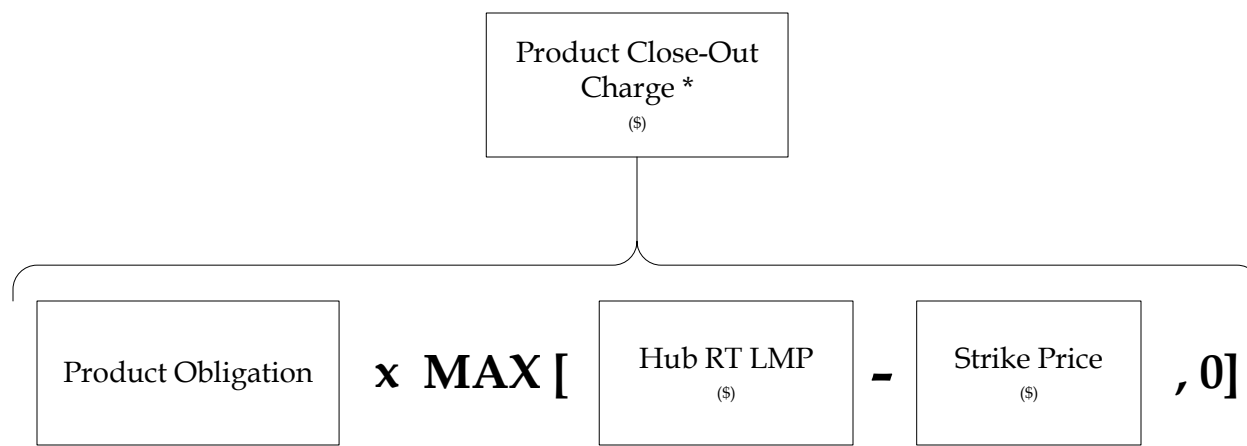 Product Close-Out
Charge *
($)
Product Obligation x MAX [ Hub RT LMP - Strike Price , 0]
($) ($)